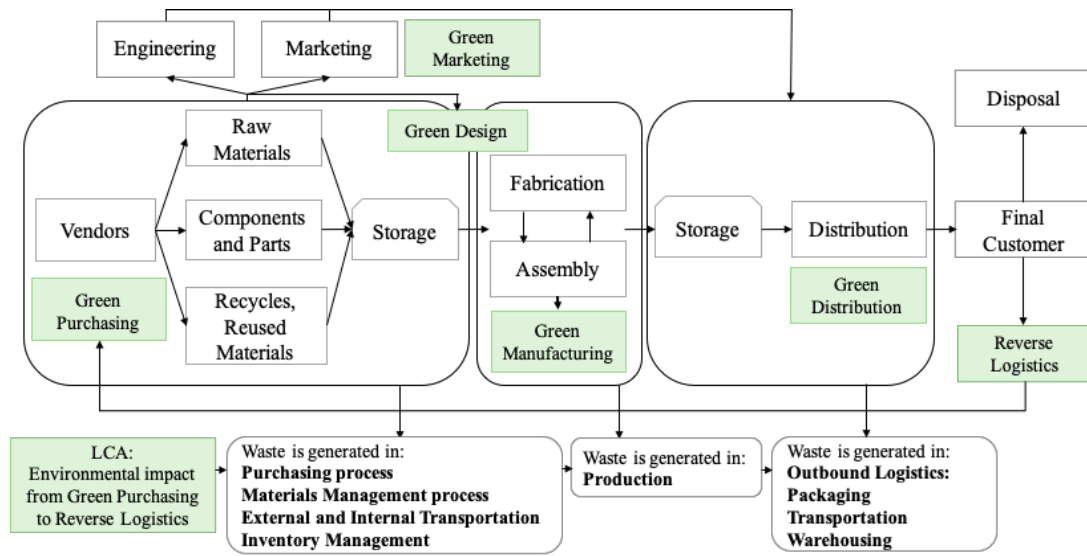 Engineering
Marketing
Green
Marketing
Disposal
Green Design
Raw
Materials
Fabrication
Vendors
Components
and Parts
Storage
Storage
Distribution
Final
Customer
Assembly
Green
Purchasing
Recycles,
Reused
Materials
Green
Manufacturing
Green
Distribution
Reverse
Logistics
LCA:
Environmental impact
from Green Purchasing
to Reverse Logistics
Waste is generated in:
Purchasing process
Materials Management process
External and Internal Transportation
Inventory Management
Waste is generated in:
Production
Waste is generated in:
Outbound Logistics:
Packaging
Transportation
Warehousing